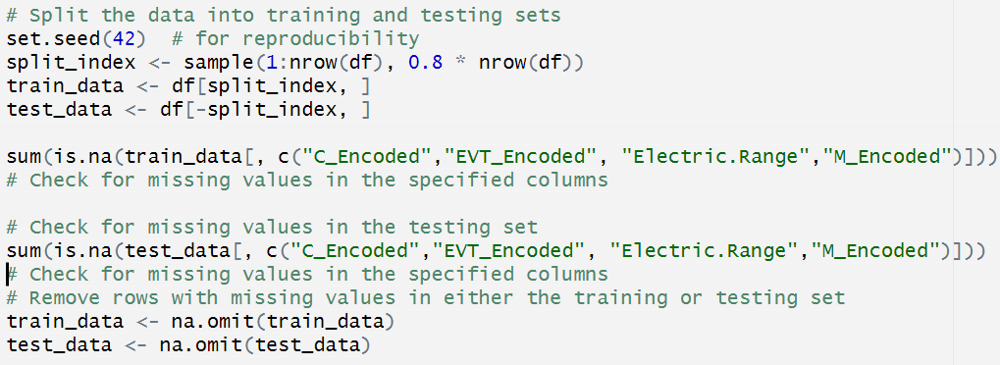 # Split the data into training and testing sets
set.seed(42)  # for reproducibility
split_index <- sample(1:nrow(df), 0.8 * nrow(df))
train_data <- df[split_index, ]
test_data <- df[-split_index, ]
sum(is.na(train_data[, c("C_Encoded","EVT_Encoded", "Electric.Range","M_Encoded")]))
# Check for missing values in the specified columns
# Check for missing values in the testing set
sum(is.na(test_data[, c("C_Encoded","EVT_Encoded", "Electric.Range","M_Encoded")]))
# Check for missing values in the specified columns
# Remove rows with missing values in either the training or testing set
train_data <- na.omit(train_data)
test_data <- na.omit(test_data)